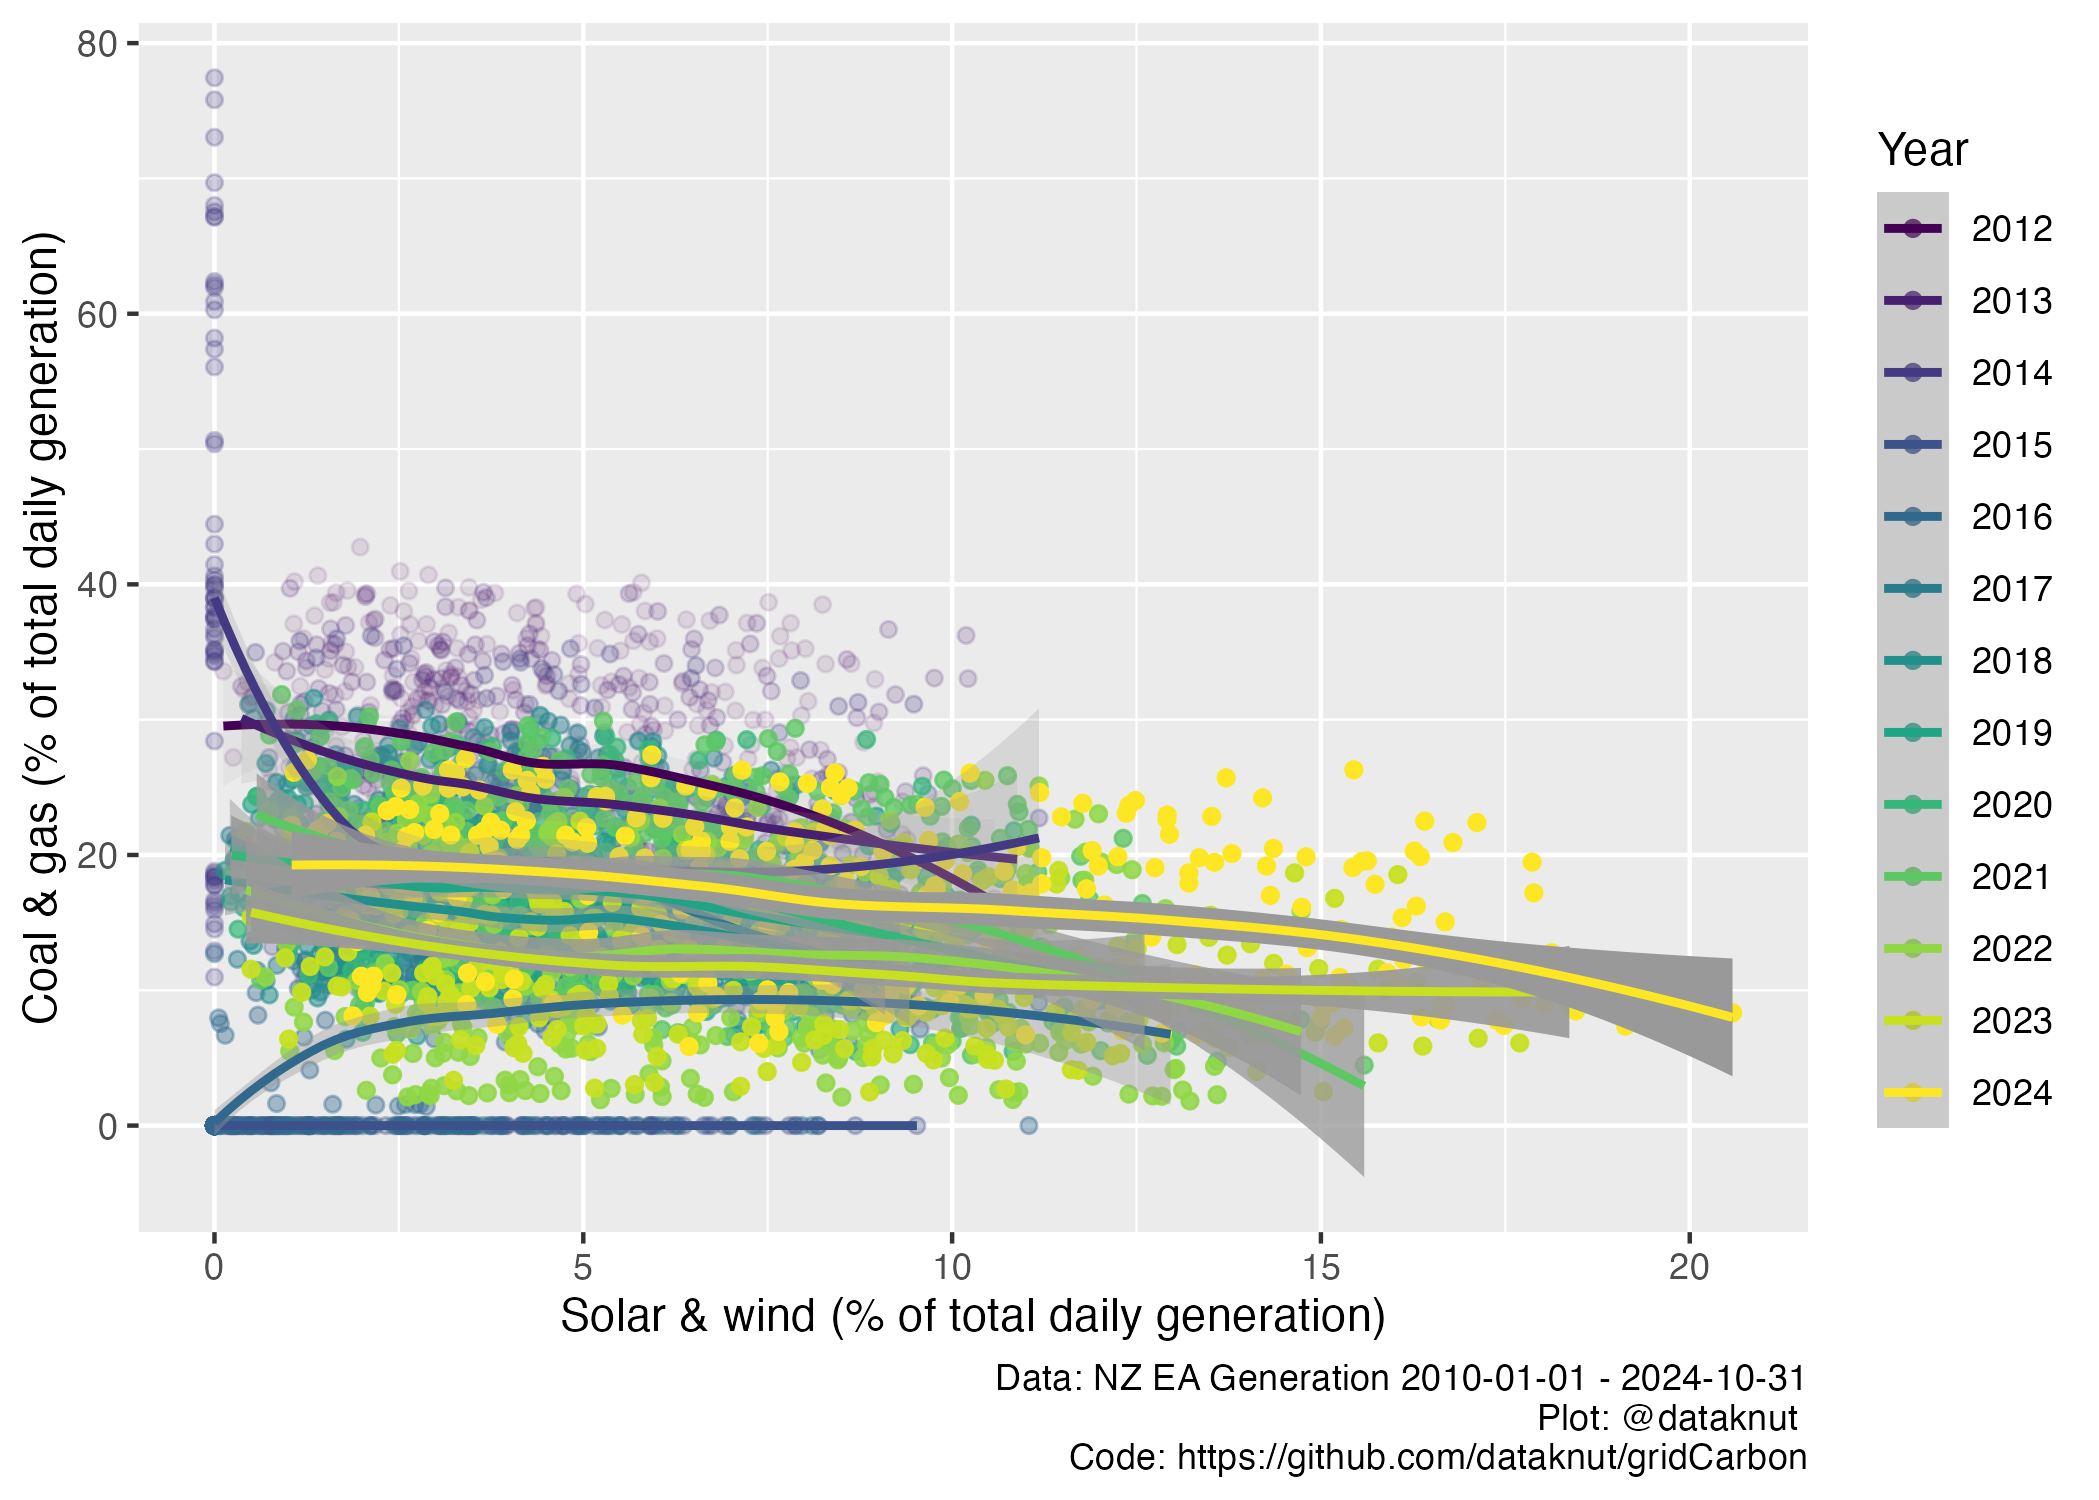 80
60
40
20
0
Coal & gas (% of total daily generation)
0 5 10 15 20
Solar & wind (% of total daily generation)
Year
2012
2013
2014
2015
2016
2017
2018
2019
2020
2021
2022
2023
2024
Data: NZ EA Generation 2010-01-01 - 2024-10-31
Plot: @dataknut
Code: https://github.com/dataknut/gridCarbon